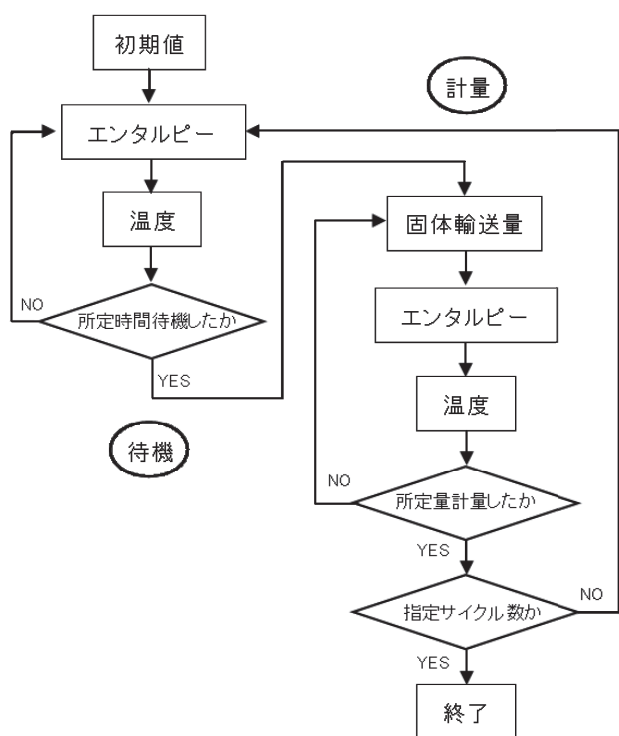 初期値
計量
エンタルピー
温度
固体輸送量
NO
所定時間待機したか
エンタルピー
YES
温度
待機
NO
所定量計量したか
YES
NO
指定サイクル数か
YES
終了